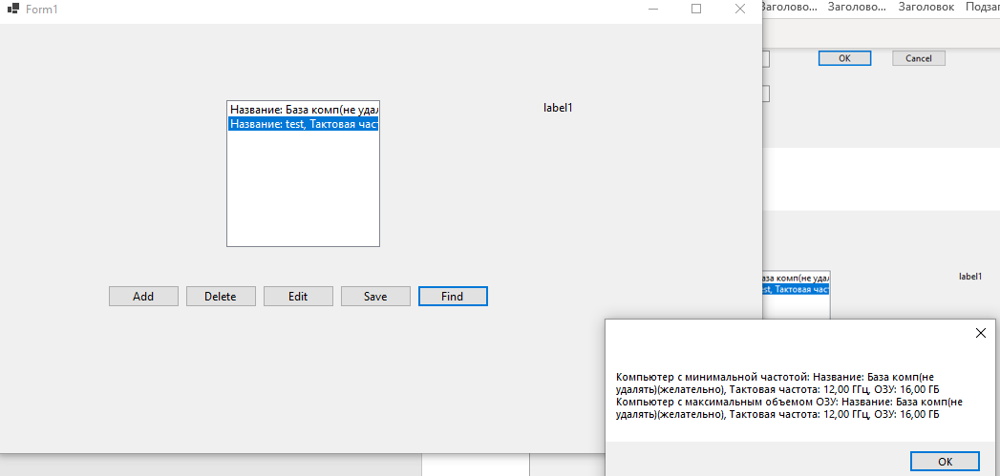 Form1
Заголово... Заголово... Заголовок Подзаг
OK Cancel
Название: База комп(не удал
Название: test, Тактовая час
label1
аза комп(не удал
est, Тактовая час
label1
Add Delete Edit Save Find
Компьютер с минимальной частотой: Название: База комп(не
удалять)(желательно), Тактовая частота: 12,00 ГГц, ОЗУ: 16,00 ГБ
Компьютер с максимальным объемом ОЗУ: Название: База комп(не
удалять)(желательно), Тактовая частота: 12,00 ГГц, ОЗУ: 16,00 ГБ
OK